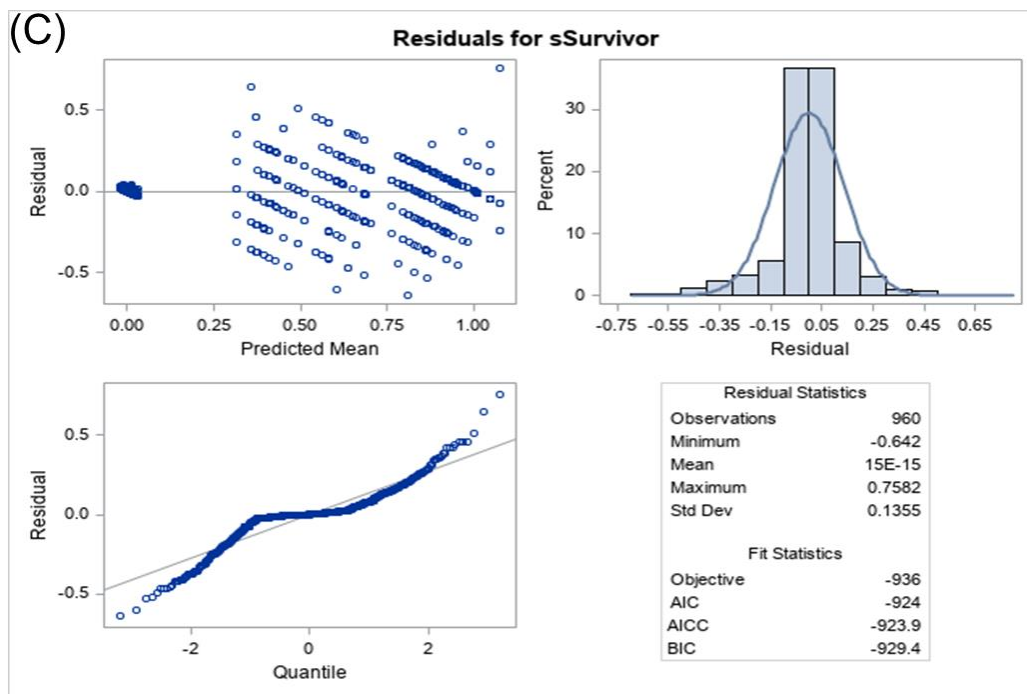 (C)
Residuals for sSurvivor
Residual
0.5
0.0
-0.5
0.00 0.25 0.50 0.75 1.00
Predicted Mean
Percent
30
20
10
0
-0.75 -0.55 -0.35 -0.15 0.05 0.25 0.45 0.65
Residual
Residual
0.5
0.0
-0.5
-2 0 2
Quantile
Residual Statistics
Observations 960
Minimum -0.642
Mean 15E-15
Maximum 0.7582
Std Dev 0.1355
Fit Statistics
Objective -936
AIC -924
AICC -923.9
BIC -929.4